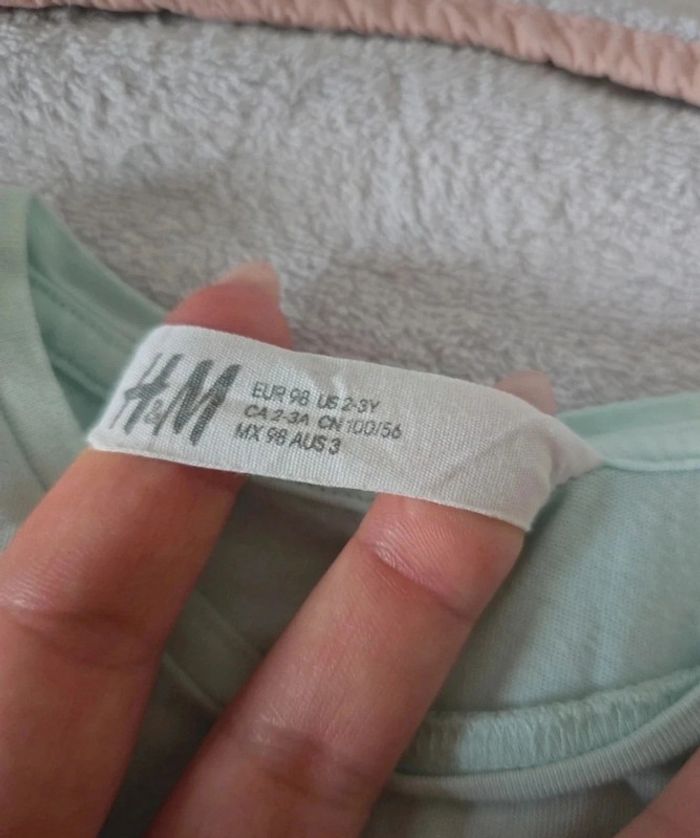 H&M
EUR 98 US 2-3Y
CA 2-3A CN 100/56
MX 98 AUS 3